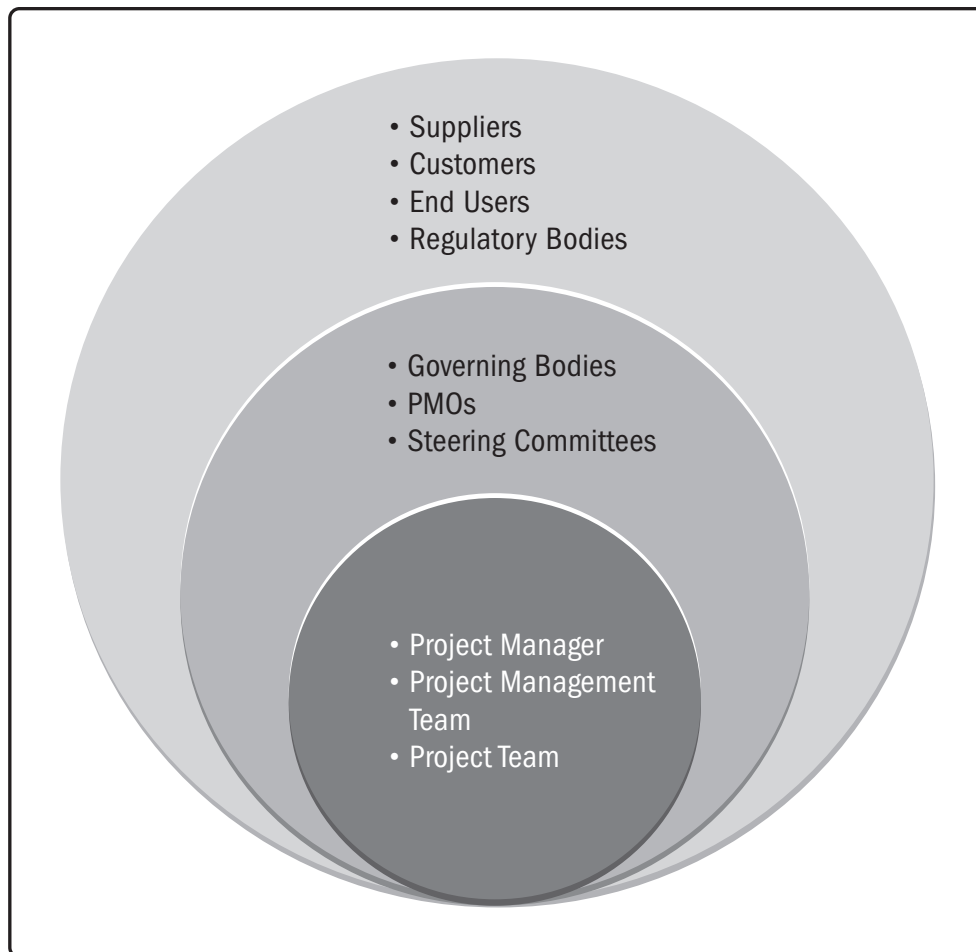 • Suppliers
• Customers
• End Users
• Regulatory Bodies
• Governing Bodies
• PMOs
• Steering Committees
• Project Manager
• Project Management
Team
• Project Team